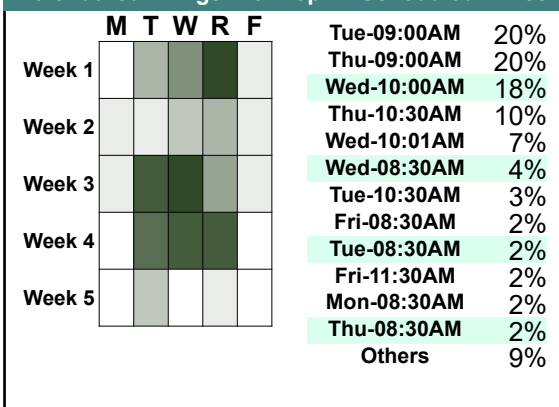 M T W R F
Week 1
Week 2
Week 3
Week 4
Week 5
Tue-09:00AM 20%
Thu-09:00AM 20%
Wed-10:00AM 18%
Thu-10:30AM 10%
Wed-10:01AM 7%
Wed-08:30AM 4%
Tue-10:30AM 3%
Fri-08:30AM 2%
Tue-08:30AM 2%
Fri-11:30AM 2%
Mon-08:30AM 2%
Thu-08:30AM 2%
Others 9%